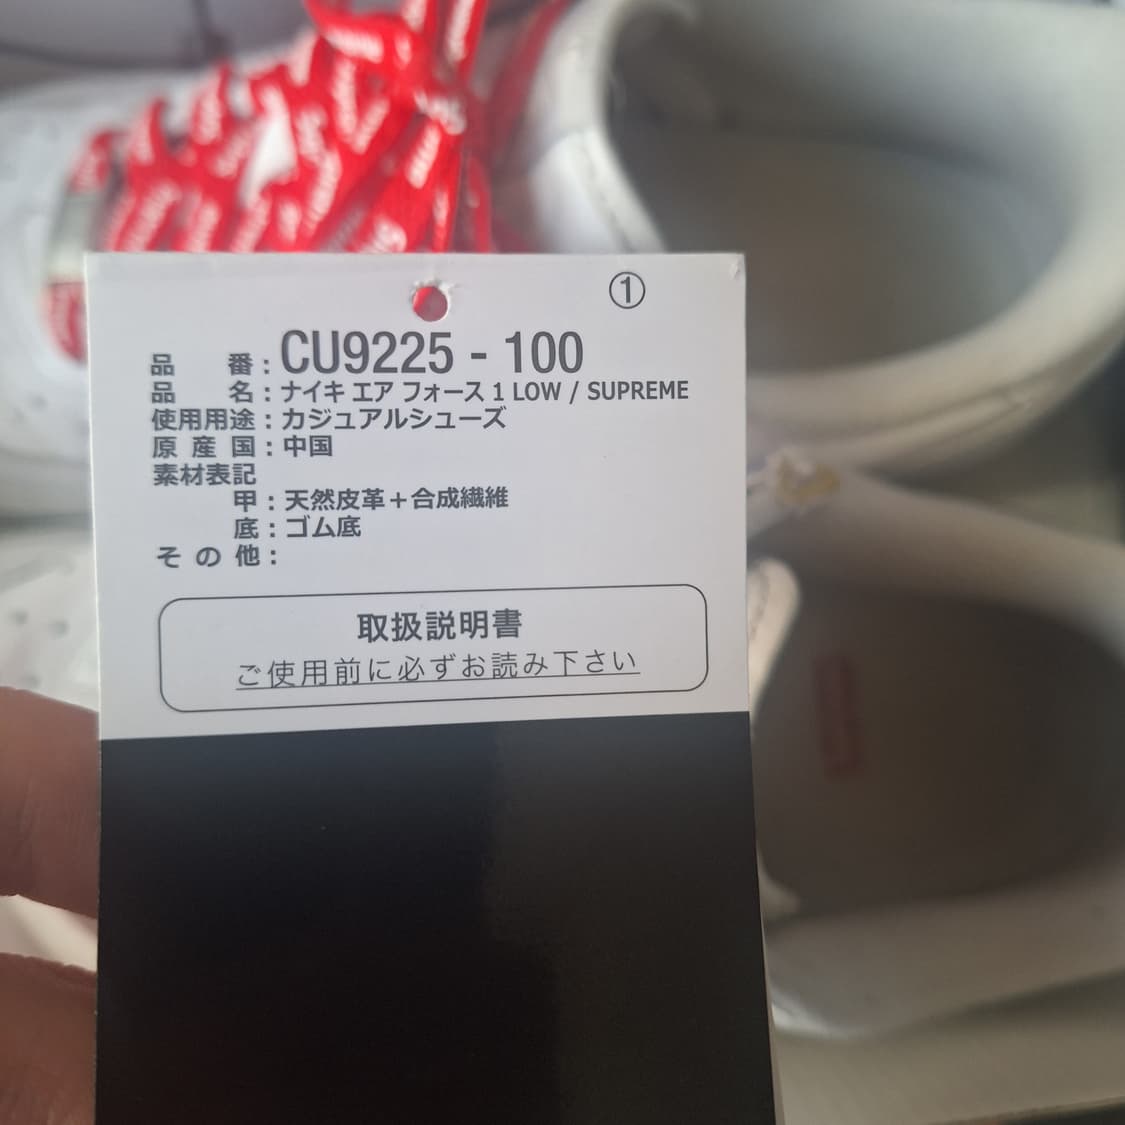 ①
品 番 : CU9225 - 100
品 名 : ナイキ エア フォース 1 LOW / SUPREME
使用用途 : カジュアルシューズ
原 産 国 : 中国
素材表記
甲 : 天然皮革+合成繊維
底 : ゴム底
そ の 他 :
取扱説明書
ご使用前に必ずお読み下さい